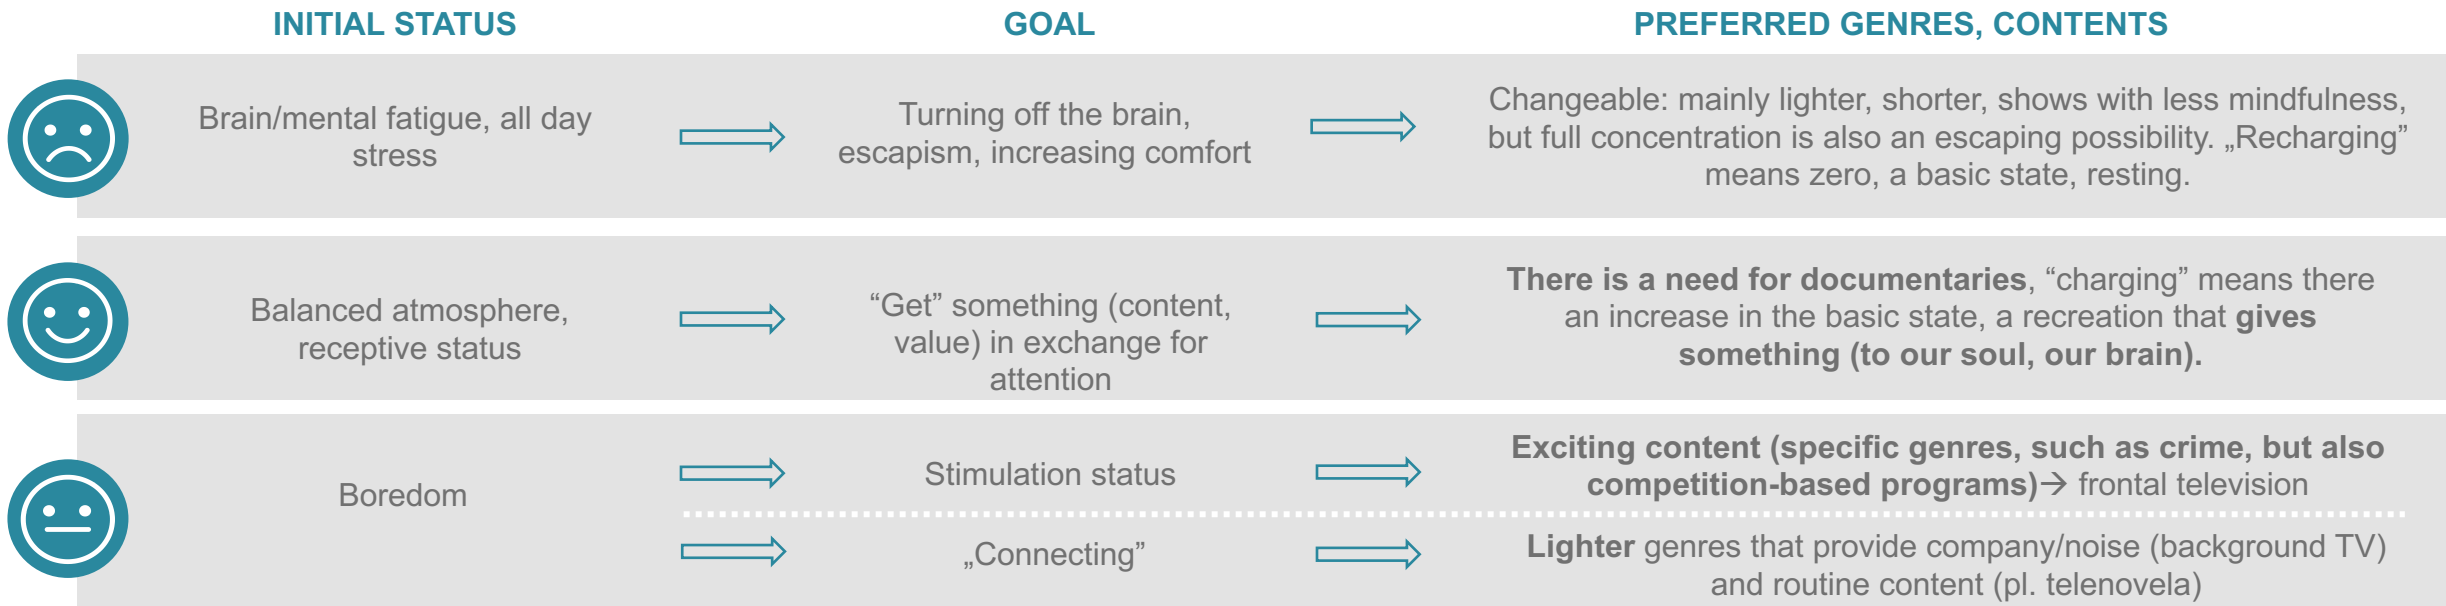 INITIAL STATUS
GOAL
PREFERRED GENRES, CONTENTS
Brain/mental fatigue, all day
stress
Turning off the brain,
escapism, increasing comfort
Changeable: mainly lighter, shorter, shows with less mindfulness,
but full concentration is also an escaping possibility. „Recharging”
means zero, a basic state, resting.
Balanced atmosphere,
receptive status
“Get” something (content,
value) in exchange for
attention
There is a need for documentaries, “charging” means there
an increase in the basic state, a recreation that gives
something (to our soul, our brain).
Boredom
Stimulation status
Exciting content (specific genres, such as crime, but also
competition-based programs)→ frontal television
„Connecting”
Lighter genres that provide company/noise (background TV)
and routine content (pl. telenovela)